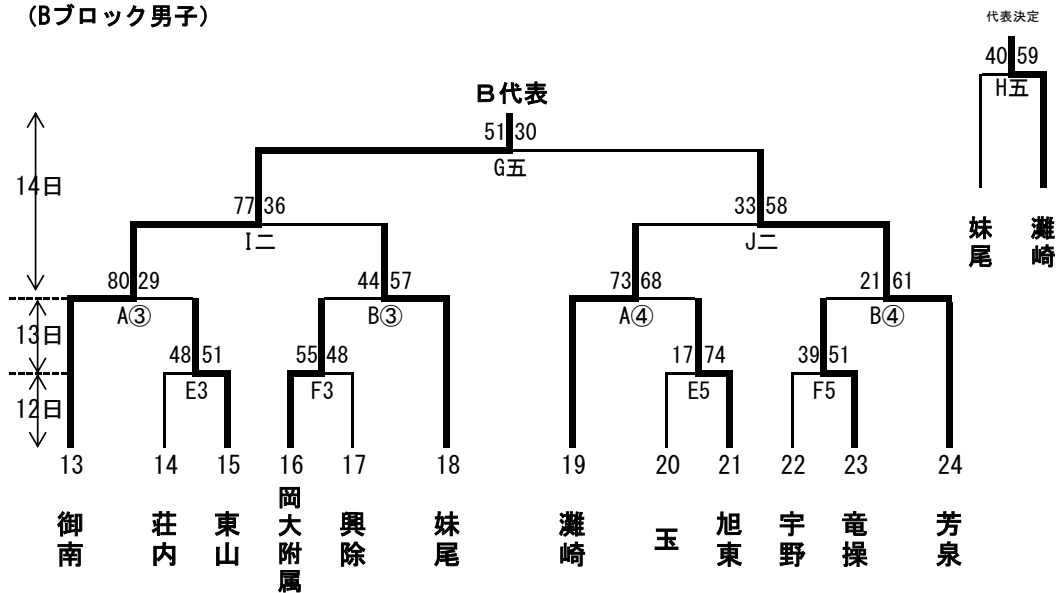 (Bブロック男子)
代表決定
40 59
H五
B代表
51 30
G五
14日
77 36
33 58
I二
J二
妹尾
灘崎
80 29
44 57
73 68
21 61
A③
B③
A④
B④
13日
48 51
55 48
17 74
39 51
E3
F3
E5
F5
12日
13 14 15 16 17 18 19 20 21 22 23 24
御南
荘内
東山
岡大附属
興除
妹尾
灘崎
玉
旭東
宇野
竜操
芳泉